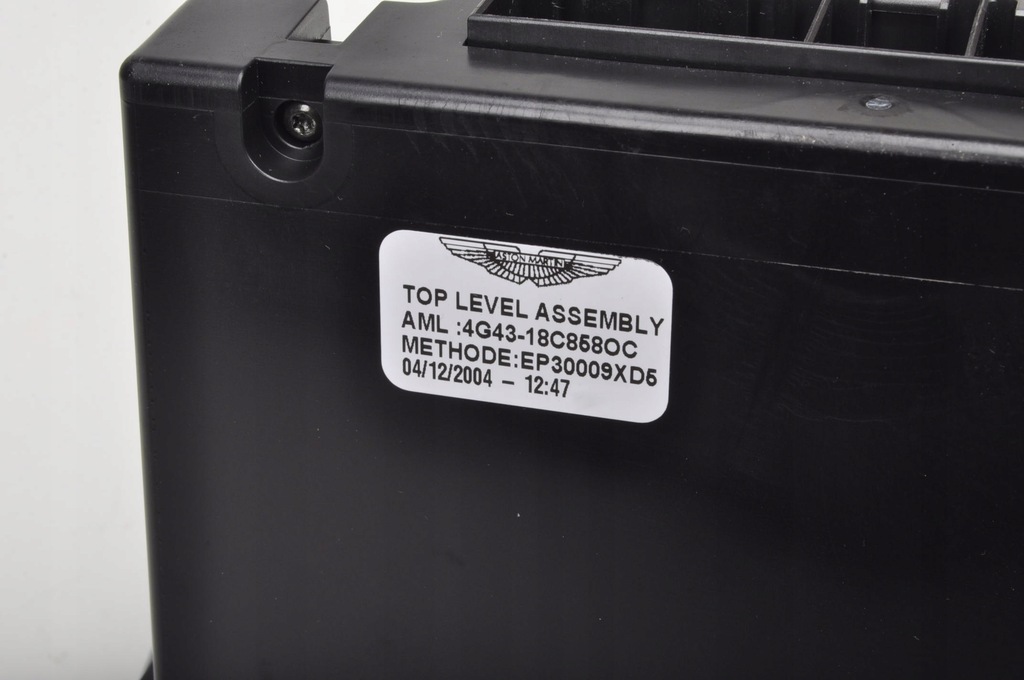 ASTON MARTIN
TOP LEVEL ASSEMBLY
AML :4G43-18C858OC
METHODE:EP30009XD5
04/12/2004 – 12:47